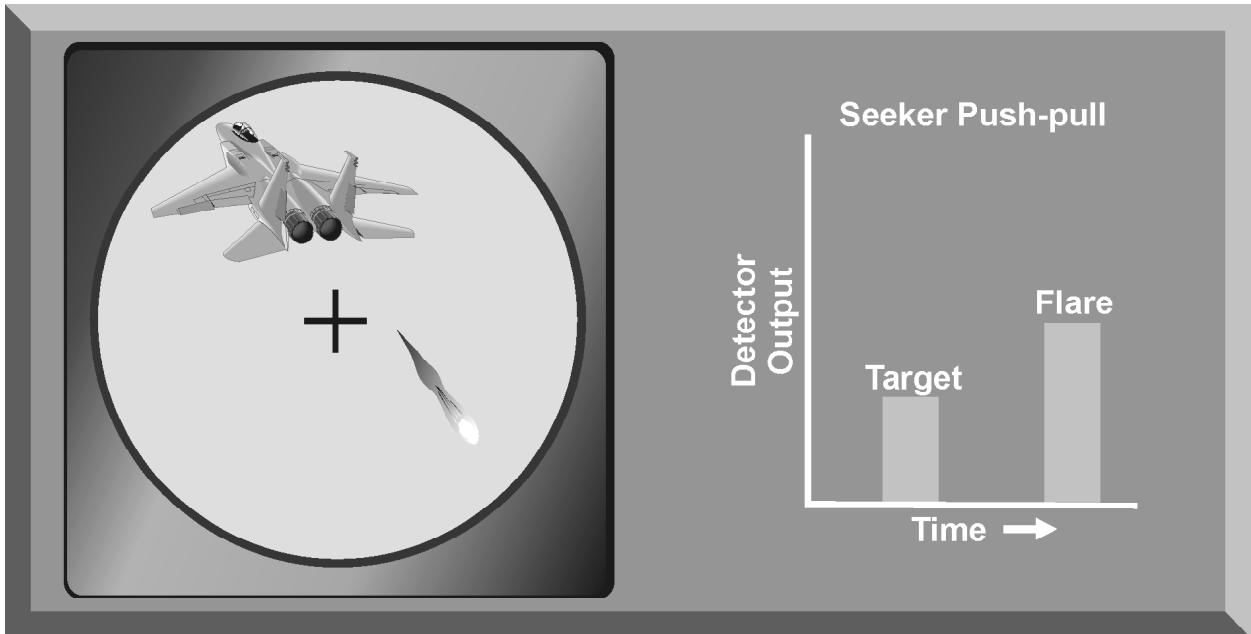 Seeker Push-pull
Detector
Output
Target
Flare
Time